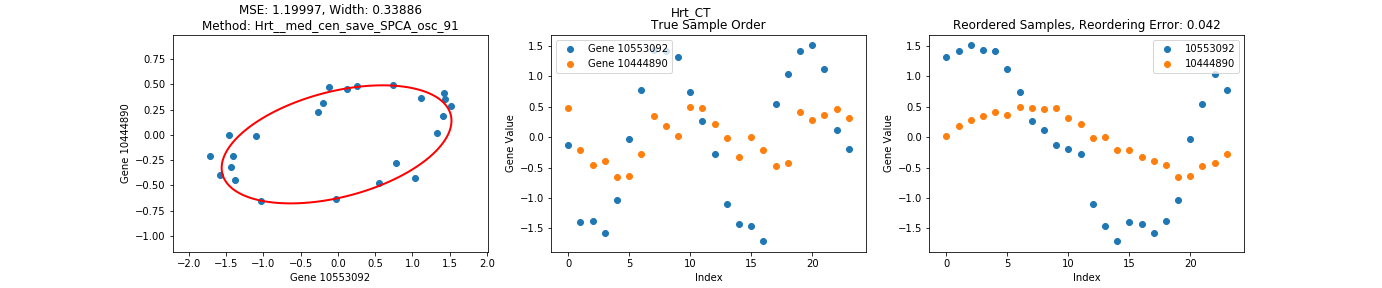 Hrt_CT
MSE: 1.19997, Width: 0.33886
Method: Hrt__med_cen_save_SPCA_osc_91
0.75
0.50
0.25
0.00
−0.25
−0.50
−0.75
−1.00
Gene 10444890
−2.0 −1.5 −1.0 −0.5 0.0 0.5 1.0 1.5 2.0
Gene 10553092
True Sample Order
Gene 10553092
Gene 10444890
1.5
1.0
0.5
0.0
−0.5
−1.0
−1.5
Gene Value
0 5 10 15 20
Index
Reordered Samples, Reordering Error: 0.042
10553092
10444890
1.5
1.0
0.5
0.0
−0.5
−1.0
−1.5
Gene Value
0 5 10 15 20
Index